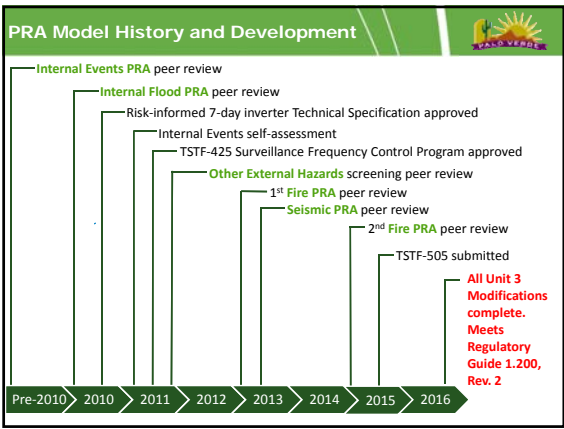 PRA Model History and Development
PALO VERDE
Internal Events PRA peer review
Internal Flood PRA peer review
Risk-informed 7-day inverter Technical Specification approved
Internal Events self-assessment
TSTF-425 Surveillance Frequency Control Program approved
Other External Hazards screening peer review
1st Fire PRA peer review
Seismic PRA peer review
2nd Fire PRA peer review
TSTF-505 submitted
All Unit 3
Modifications
complete.
Meets
Regulatory
Guide 1.200,
Rev. 2
Pre-2010 2010 2011 2012 2013 2014 2015 2016